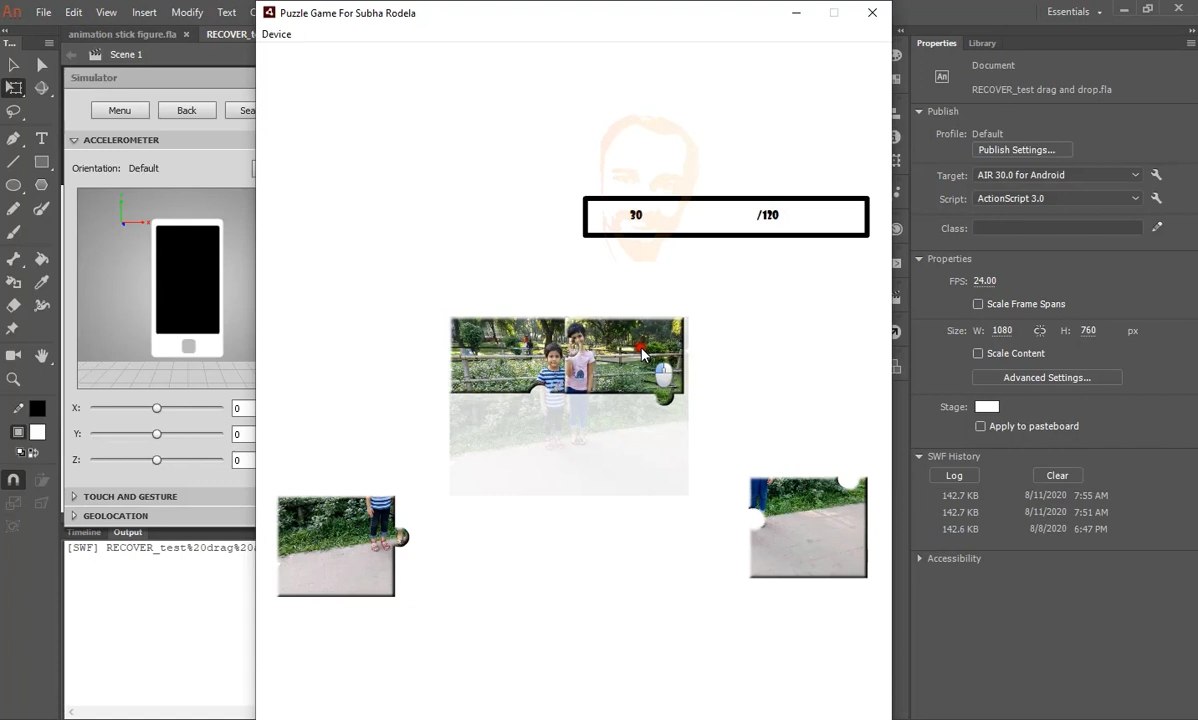 An File Edit View Insert Modify Text
Puzzle Game For Subha Rodela
Essentials
T...
animation stick figure.fla
Device
Properties Library
Scene 1
Document
RECOVER_test drag and drop.fla
Simulator
Menu Back
Publish
Profile: Default
Publish Settings...
ACCELEROMETER
Orientation: Default
Target: AIR 30.0 for Android
Script: ActionScript 3.0
Class:
30 /120
Properties
FPS: 24.00
Scale Frame Spans
Size: W: 1080 H: 760 px
Scale Content
Advanced Settings...
X: 0
Y: 0
Z: 0
Stage:
Apply to pasteboard
SWF History
Log Clear
142.7 KB 8/11/2020 7:55 AM
142.7 KB 8/11/2020 7:51 AM
142.6 KB 8/8/2020 6:47 PM
TOUCH AND GESTURE
GEOLOCATION
Timeline Output
[SWF] RECOVER_test%20drag%20
Accessibility